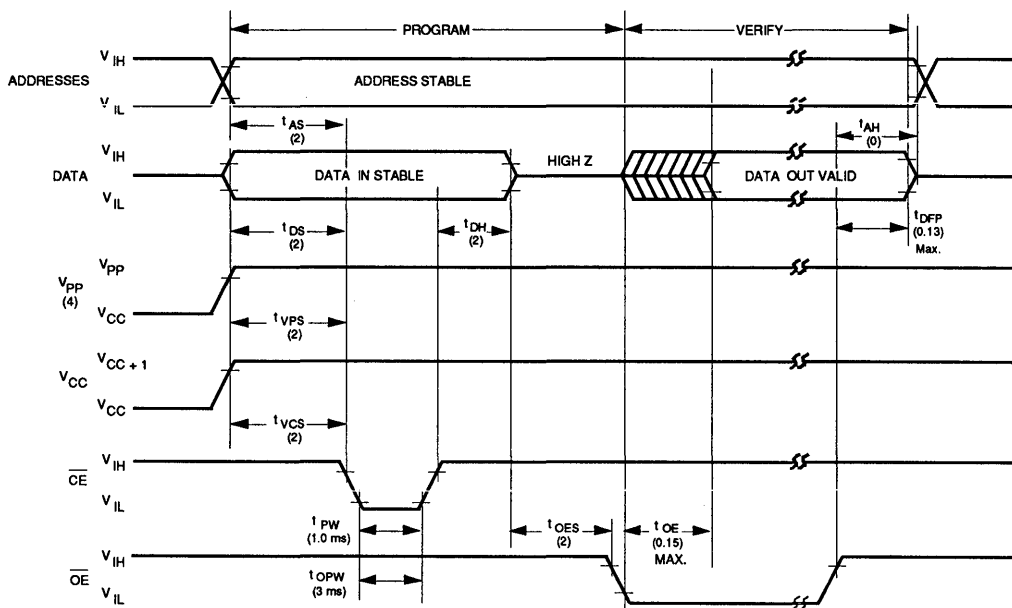 PROGRAM VERIFY
V IH
ADDRESSES ADDRESS STABLE
V IL
t AS
(2)
t AH
(0)
V IH
DATA DATA IN STABLE HIGH Z DATA OUT VALID
V IL
t DS
(2)
t DH
(2)
t DFP
(0.13)
Max.
V PP
V PP
(4)
V CC
t VPS
(2)
V CC + 1
V CC
V CC
t VCS
(2)
V IH
CE
V IL
t PW
(1.0 ms)
t OES
(2)
t OE
(0.15)
MAX.
V IH
OE
V IL
t OPW
(3 ms)